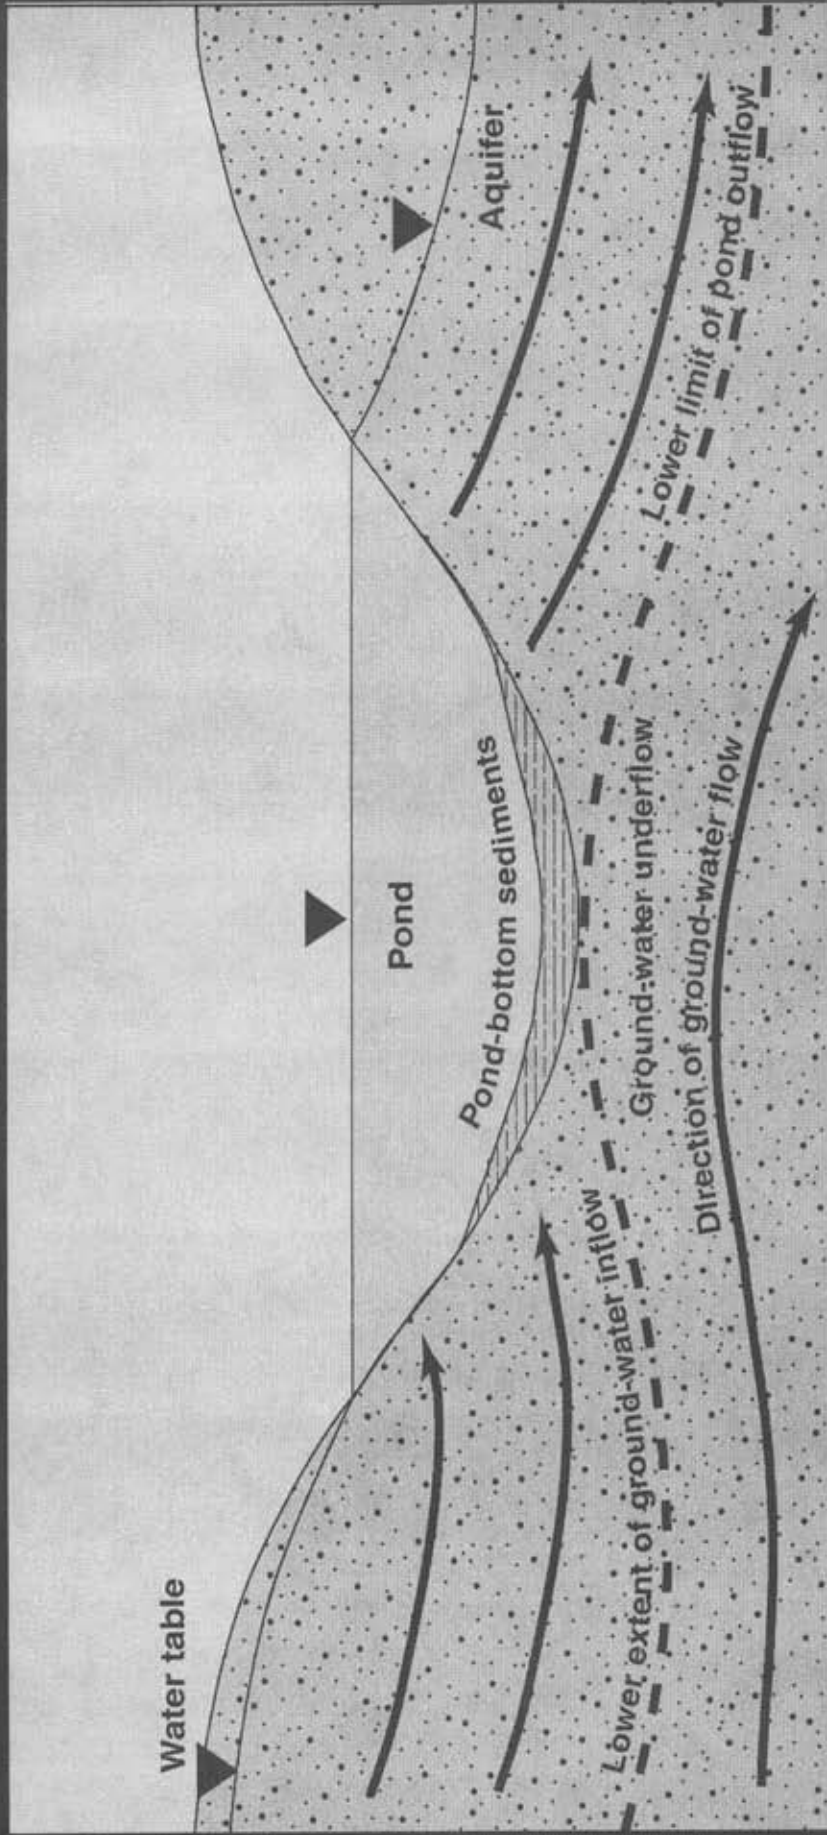 Water table
Pond
Aquifer
Pond-bottom sediments
Lower extent of ground-water inflow
Ground-water underflow
Lower limit of pond outflow
Direction of ground-water flow